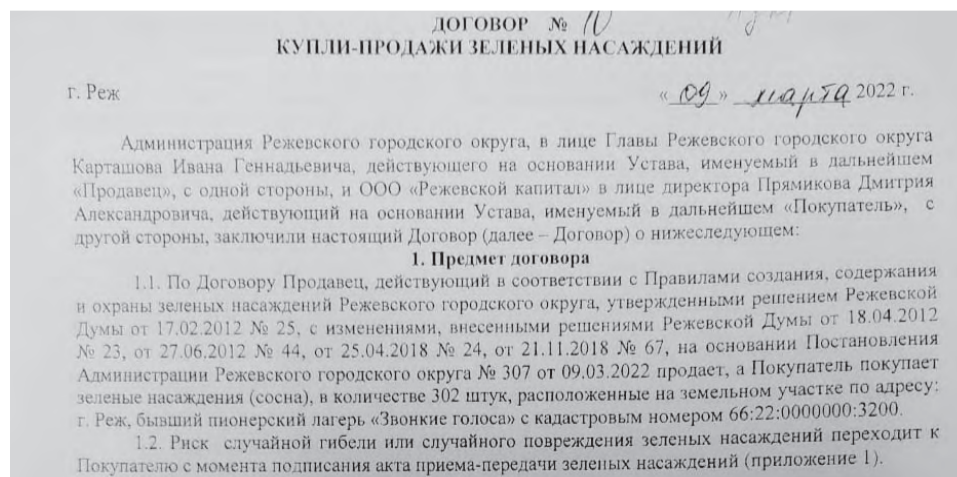 ДОГОВОР № 10
КУПЛИ-ПРОДАЖИ ЗЕЛЕНЫХ НАСАЖДЕНИЙ
г. Реж « 09 » марта 2022 г.
Администрация Режевского городского округа, в лице Главы Режевского городского округа
Карташова Ивана Геннадьевича, действующего на основании Устава, именуемый в дальнейшем
«Продавец», с одной стороны, и ООО «Режевской капитал» в лице директора Прямикова Дмитрия
Александровича, действующий на основании Устава, именуемый в дальнейшем «Покупатель», с
другой стороны, заключили настоящий Договор (далее – Договор) о нижеследующем:
1. Предмет договора
1.1. По Договору Продавец, действующий в соответствии с Правилами создания, содержания
и охраны зеленых насаждений Режевского городского округа, утвержденными решением Режевской
Думы от 17.02.2012 № 25, с изменениями, внесенными решениями Режевской Думы от 18.04.2012
№ 23, от 27.06.2012 № 44, от 25.04.2018 № 24, от 21.11.2018 № 67, на основании Постановления
Администрации Режевского городского округа № 307 от 09.03.2022 продает, а Покупатель покупает
зеленые насаждения (сосна), в количестве 302 штук, расположенные на земельном участке по адресу:
г. Реж, бывший пионерский лагерь «Звонкие голоса» с кадастровым номером 66:22:0000000:3200.
1.2. Риск случайной гибели или случайного повреждения зеленых насаждений переходит к
Покупателю с момента подписания акта приема-передачи зеленых насаждений (приложение 1).